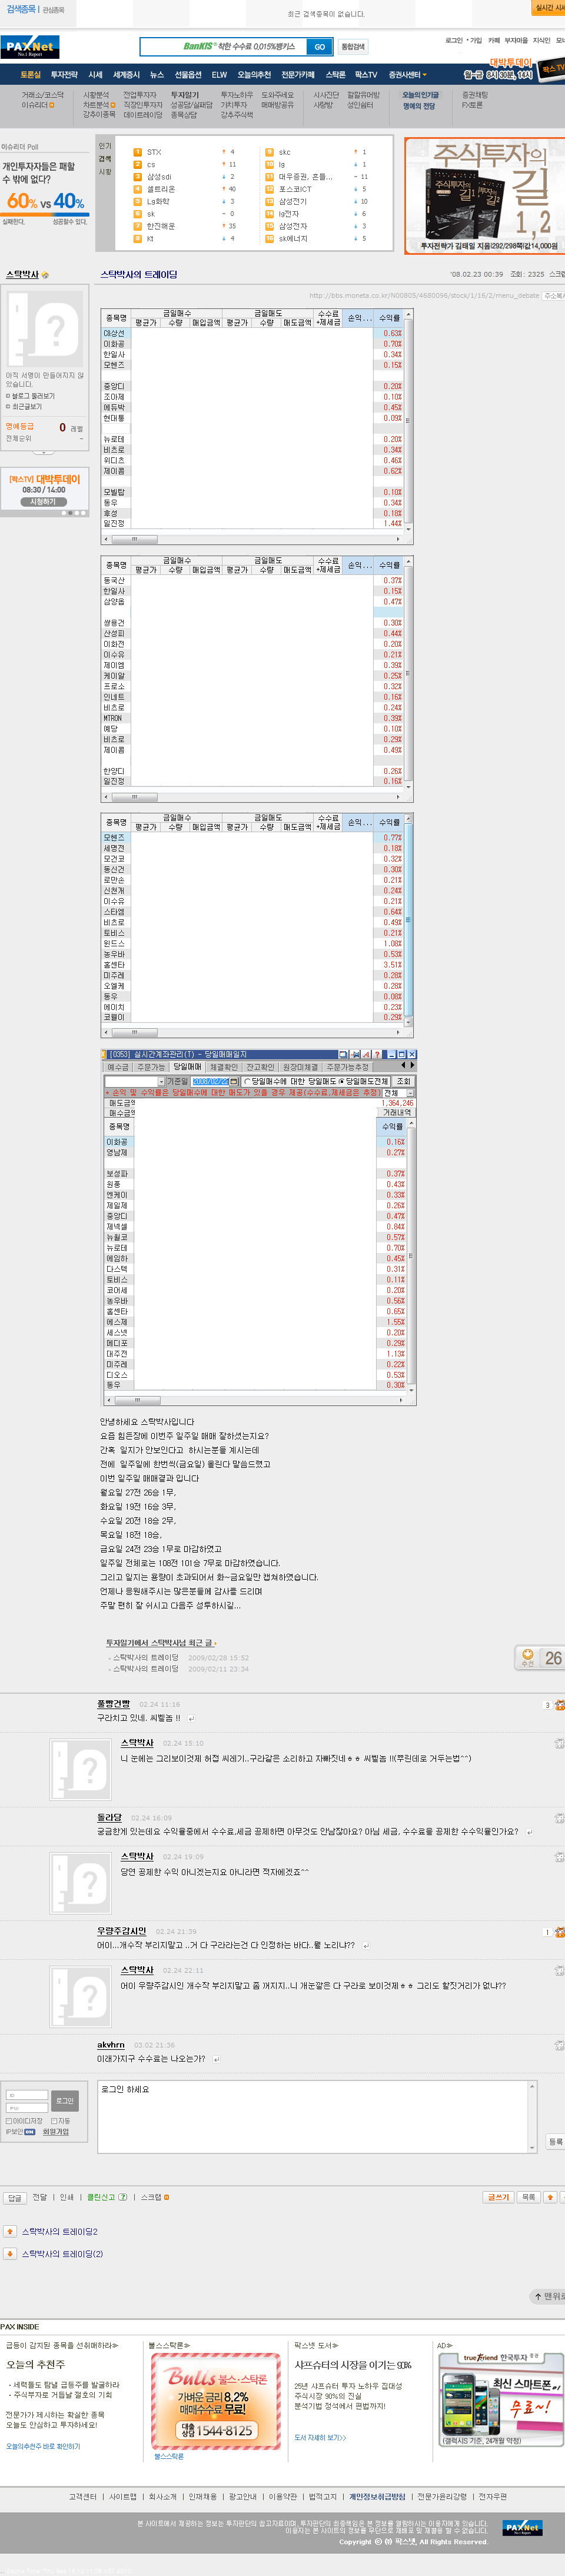 검색종목 | 관심종목
최근 검색종목이 없습니다.
PAXNet
No.1 Report
BanKIS 착한 수수료 0.015%뱅키스
GO
통합검색
로그인 • 가입 카페 부자마을 지식인
토론실 투자전략 시세 세계증시 뉴스 선물옵션 ELW 오늘의추천 전문가카페 스탁론 팍스TV 증권사센터
대박투데이
월~금 8시 30분, 14시
거래소/코스닥 시황분석 전업투자자 투자일기 투자노하우 도와주세요 시사진단 왈왈유머방 오늘의 인기글 증권채팅
이슈리더 차트분석 직장인투자자 성공담/실패담 가치투자 매매방공유 사랑방 성인쉼터 명예의 전당 FX토론
강추이종목 데이트레이딩 종목상담 강추주식책
이슈리더 Poll
개인투자자들은 패할
수 밖에 없다?
60% VS 40%
실패한다. 성공할수 있다.
인기
검색
시황
1 STX ↑ 4
2 cs ↑ 11
3 삼성sdi ↓ 2
4 셀트리온 ↑ 40
5 Lg화학 ↓ 3
6 sk - 0
7 한진해운 ↑ 35
8 kt ↓ 4
9 skc ↑ 1
10 lg ↓ 1
11 대우증권, 흔들... - 11
12 포스코ICT ↓ 5
13 삼성전기 ↓ 10
14 lg전자 ↓ 6
15 삼성전자 ↓ 3
16 sk에너지 ↓ 5
주식투자의 길
투자전략가 김태일 지음|292/298쪽|값14,000원
스탁박사
스탁박사의 트레이딩
'08.02.23 00:39 조회 : 2325
http://bbs.moneta.co.kr/N00805/4680096/stock/1/16/2/menu_debate
아직 서명이 만들어지지 않
았습니다.
블로그 둘러보기
최근글보기
명예등급 0 레벨
전체순위 -
[팍스TV] 대박투데이
08:30 / 14:00
시청하기
종목명 금일매수 금일매도 수수료 손익... 수익률
평균가 수량 매입금액 평균가 수량 매도금액 +제세금
대상선 0.63%
이화공 0.70%
한일사 0.34%
모헨즈 0.15%
중앙디 0.20%
조아제 0.10%
에듀박 0.45%
현대통 0.09%
0.20%
뉴로테
비츠로 0.34%
위디츠 0.46%
제이콤 0.62%
모빌탑 0.10%
동우 0.34%
후성 0.18%
일진정 1.44%
종목명 금일매수 금일매도 수수료 손익... 수익률
평균가 수량 매입금액 평균가 수량 매도금액 +제세금
동국산 0.37%
한일사 0.15%
삼양옵 0.47%
쌍용건 0.30%
산성피 0.44%
이화전 0.20%
이수유 0.21%
제이엠 0.39%
케이알 0.25%
프로소 0.32%
인네트 0.16%
비츠로 0.24%
MTRON 0.39%
예당 0.10%
비츠로 0.29%
제이콤 0.49%
한양디 0.26%
일진정 0.16%
종목명 금일매수 금일매도 수수료 손익... 수익률
평균가 수량 매입금액 평균가 수량 매도금액 +제세금
모헨즈 0.77%
세명전 0.18%
모건코 0.32%
동신건 0.30%
로만손 0.21%
신천개 0.24%
이수유 0.21%
스타엠 0.64%
비츠로 0.49%
토비스 0.21%
윈드스 1.08%
농우바 0.53%
홈센타 3.51%
미주레 0.28%
오엘케 0.28%
동우 0.08%
에이치 0.23%
코텔미 0.29%
[0353] 실시간계좌관리(T) - 당일매매일지
예수금 주문가능 당일매매 체결확인 잔고확인 원장미체결 주문가능추정
기준일 당일매수에 대한 당일매도 당일매도전체 조회
* 손익 및 수익률은 당일매수에 대한 매도가 있을 경우 제공(수수료,제세금은 추정) 전체
매도금액 1,364,246
매수금액 거래내역
종목명 수익률
이화공 0.16%
영남제 0.27%
보성파 0.37%
원풍 0.43%
엔케이 0.33%
제일제 0.26%
중앙디 0.47%
제넥셀 0.84%
뉴월코 0.57%
뉴로테 0.70%
에임하 0.45%
다스텍 0.31%
토비스 0.11%
코머세 0.20%
농우바 0.56%
홈센타 0.65%
에스제 1.55%
세스넷 0.20%
메디포 0.29%
대주전 1.13%
미주레 0.22%
디오스 0.53%
동우 0.30%
안녕하세요 스탁박사입니다
요즘 힘든장에 이번주 일주일 매매 잘하셨는지요?
간혹 일지가 안보인다고 하시는분들 계시는데
전에 일주일에 한번씩(금요일) 올린다 말씀드렸고
이번 일주일 매매결과 입니다
월요일 27전 26승 1무,
화요일 19전 16승 3무,
수요일 20전 18승 2무,
목요일 18전 18승,
금요일 24전 23승 1무로 마감하였고
일주일 전체로는 108전 101승 7무로 마감하였습니다.
그리고 일지는 용량이 초과되어서 화~금요일만 캡쳐하였습니다.
언제나 응원해주시는 많은분들께 감사를 드리며
주말 편히 잘 쉬시고 다음주 성투하시길...
투자일기에서 스탁박사님 최근 글
스탁박사의 트레이딩 2009/02/28 15:52
스탁박사의 트레이딩 2009/02/11 23:34
추천 26
풀빵건빵 02.24 11:16
3
구라치고 있네. 씨벨놈 !!
스탁박사 02.24 15:10
니 눈에는 그리보이것제 허접 씨레기..구라같은 소리하고 자빠짓네ㅎㅎ 씨벨놈 !!(뿌린데로 거두는법^^)
돌라당 02.24 16:09
궁금한게 있는데요 수익율중에서 수수료,세금 공제하면 아무것도 안남잖아요? 아님 세금, 수수료를 공제한 수수익률인가요?
스탁박사 02.24 19:09
당연 공제한 수익 아니겠는지요 아니라면 적자에겠죠^^
우량주감시인 02.24 21:39
1
어이...개수작 부리지말고 ..거 다 구라라는건 다 인정하는 바다..뭘 노리냐??
스탁박사 02.24 22:11
어이 우량주감시인 개수작 부리지말고 좀 꺼지지..니 개눈깔은 다 구라로 보이것제ㅎㅎ 그리도 할짓거리가 없냐??
akvhrn 03.02 21:36
이래가지구 수수료는 나오는가?
로그인
아이디저장 자동
IP보안 ON 회원가입
로그인 하세요
등록
답글 전달 | 인쇄 | 클린신고 | 스크랩
글쓰기 목록
스탁박사의 트레이딩2
스탁박사의 트레이딩(2)
맨위로
PAX INSIDE
급등이 감지된 종목을 선취매하라
오늘의 추천주
· 세력들도 탐낼 급등주를 발굴하라
· 주식투자로 거듭날 절호의 기회
전문가가 제시하는 확실한 종목
오늘도 안심하고 투자하세요!
오늘의추천주 바로 확인하기
불스스탁론
Bulls 불스·스탁론
가벼운 금리 8.2%
매매수수료 무료!
대출상담 1544-8125
불스스탁론
팍스넷 도서
샤프슈터의 시장을 이기는 90%
25년 샤프슈터 투자 노하우 집대성
주식시장 90%의 진실
분석기법 정석에서 편법까지!
도서 자세히 보기>>
AD
true friend 한국투자증권
최신 스마트폰이
무료~!
(갤럭시S 기준, 24개월 약정)
고객센터 | 사이트맵 | 회사소개 | 인재채용 | 광고안내 | 이용약관 | 법적고지 | 개인정보취급방침 | 전문가윤리강령 | 전자우편
본 사이트에서 제공하는 정보는 투자판단의 참고자료이며, 투자판단의 최종책임은 본 정보를 열람하시는 이용자에게 있습니다.
이용자는 본 사이트의 정보를 무단으로 재배포 및 재활용 할 수 없습니다.
Copyright ⓒ (주) 팍스넷, All Rights Reserved.
PAXNet